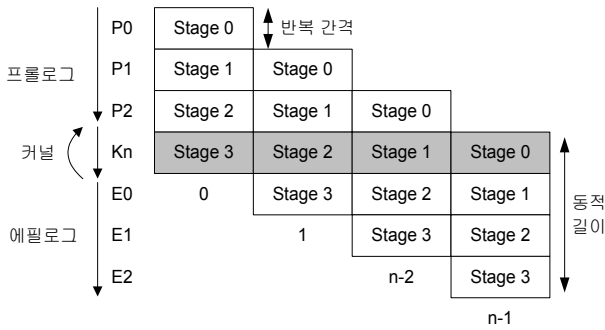 P0 Stage 0 반복 간격
프롤로그 P1 Stage 1 Stage 0
P2 Stage 2 Stage 1 Stage 0
커널 Kn Stage 3 Stage 2 Stage 1 Stage 0
E0 0 Stage 3 Stage 2 Stage 1
동적
길이
에필로그 E1 1 Stage 3 Stage 2
E2 n-2 Stage 3
n-1